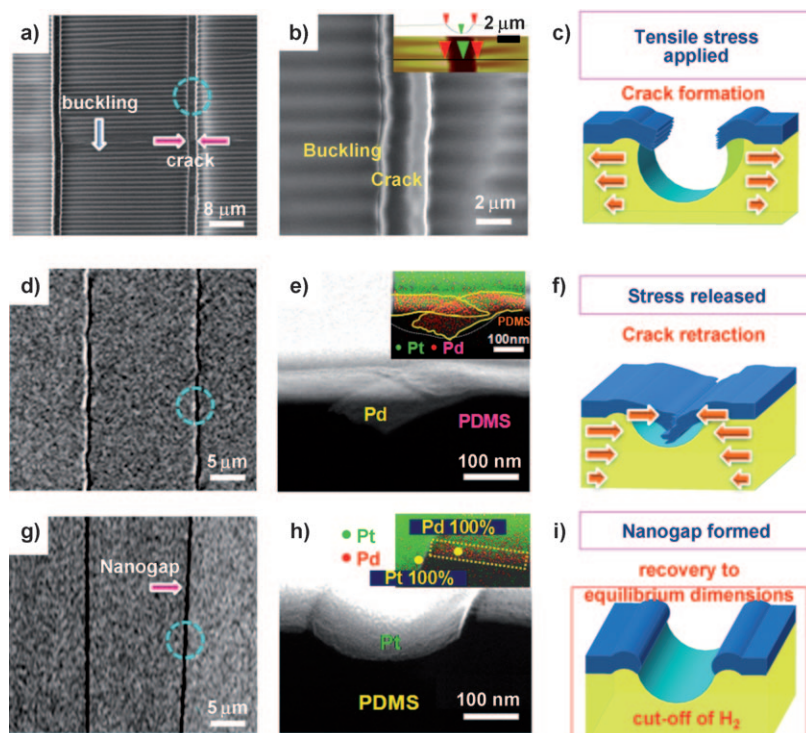 a)
buckling
crack
8 μm
b)
2 μm
Buckling
Crack
2 μm
c)
Tensile stress
applied
Crack formation
d)
5 μm
e)
PDMS
• Pt • Pd
100nm
Pd
PDMS
100 nm
f)
Stress released
Crack retraction
g)
Nanogap
5 μm
h)
• Pt
• Pd
Pd 100%
Pt 100%
Pt
PDMS
100 nm
i)
Nanogap formed
recovery to
equilibrium dimensions
cut-off of H₂